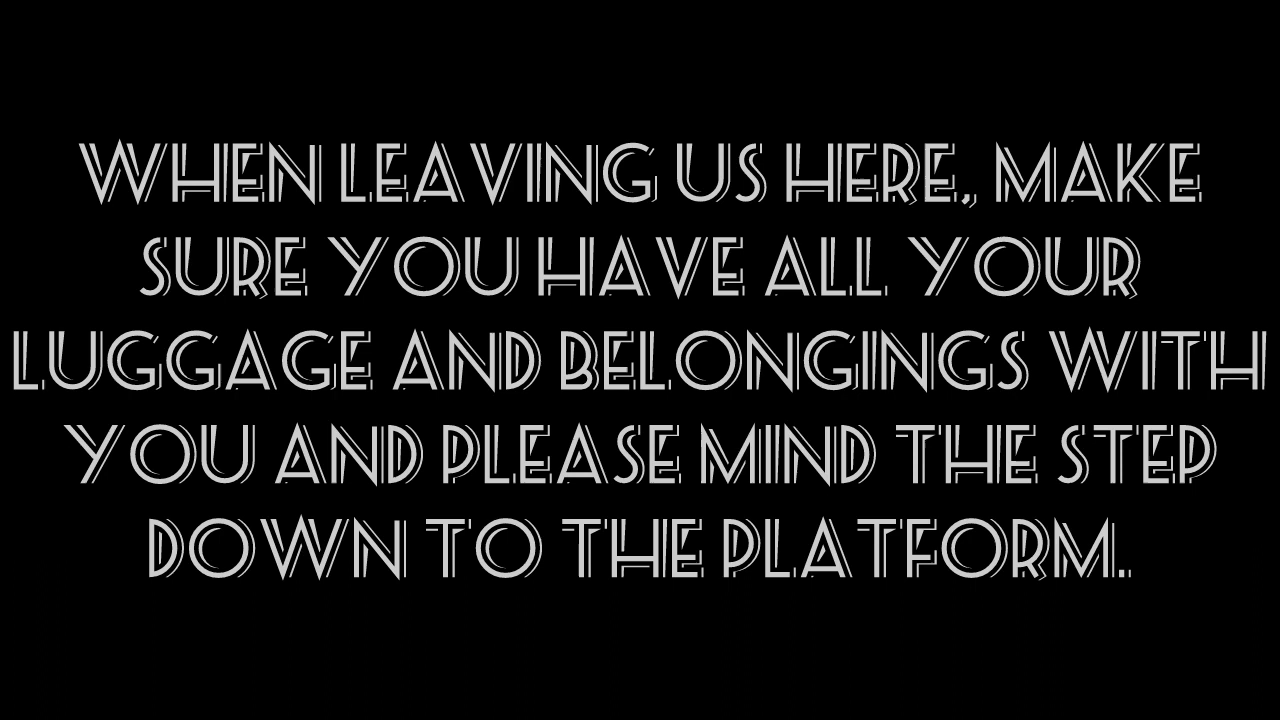 WHEN LEAVING US HERE, MAKE
SURE YOU HAVE ALL YOUR
LUGGAGE AND BELONGINGS WITH
YOU AND PLEASE MIND THE STEP
DOWN TO THE PLATFORM.